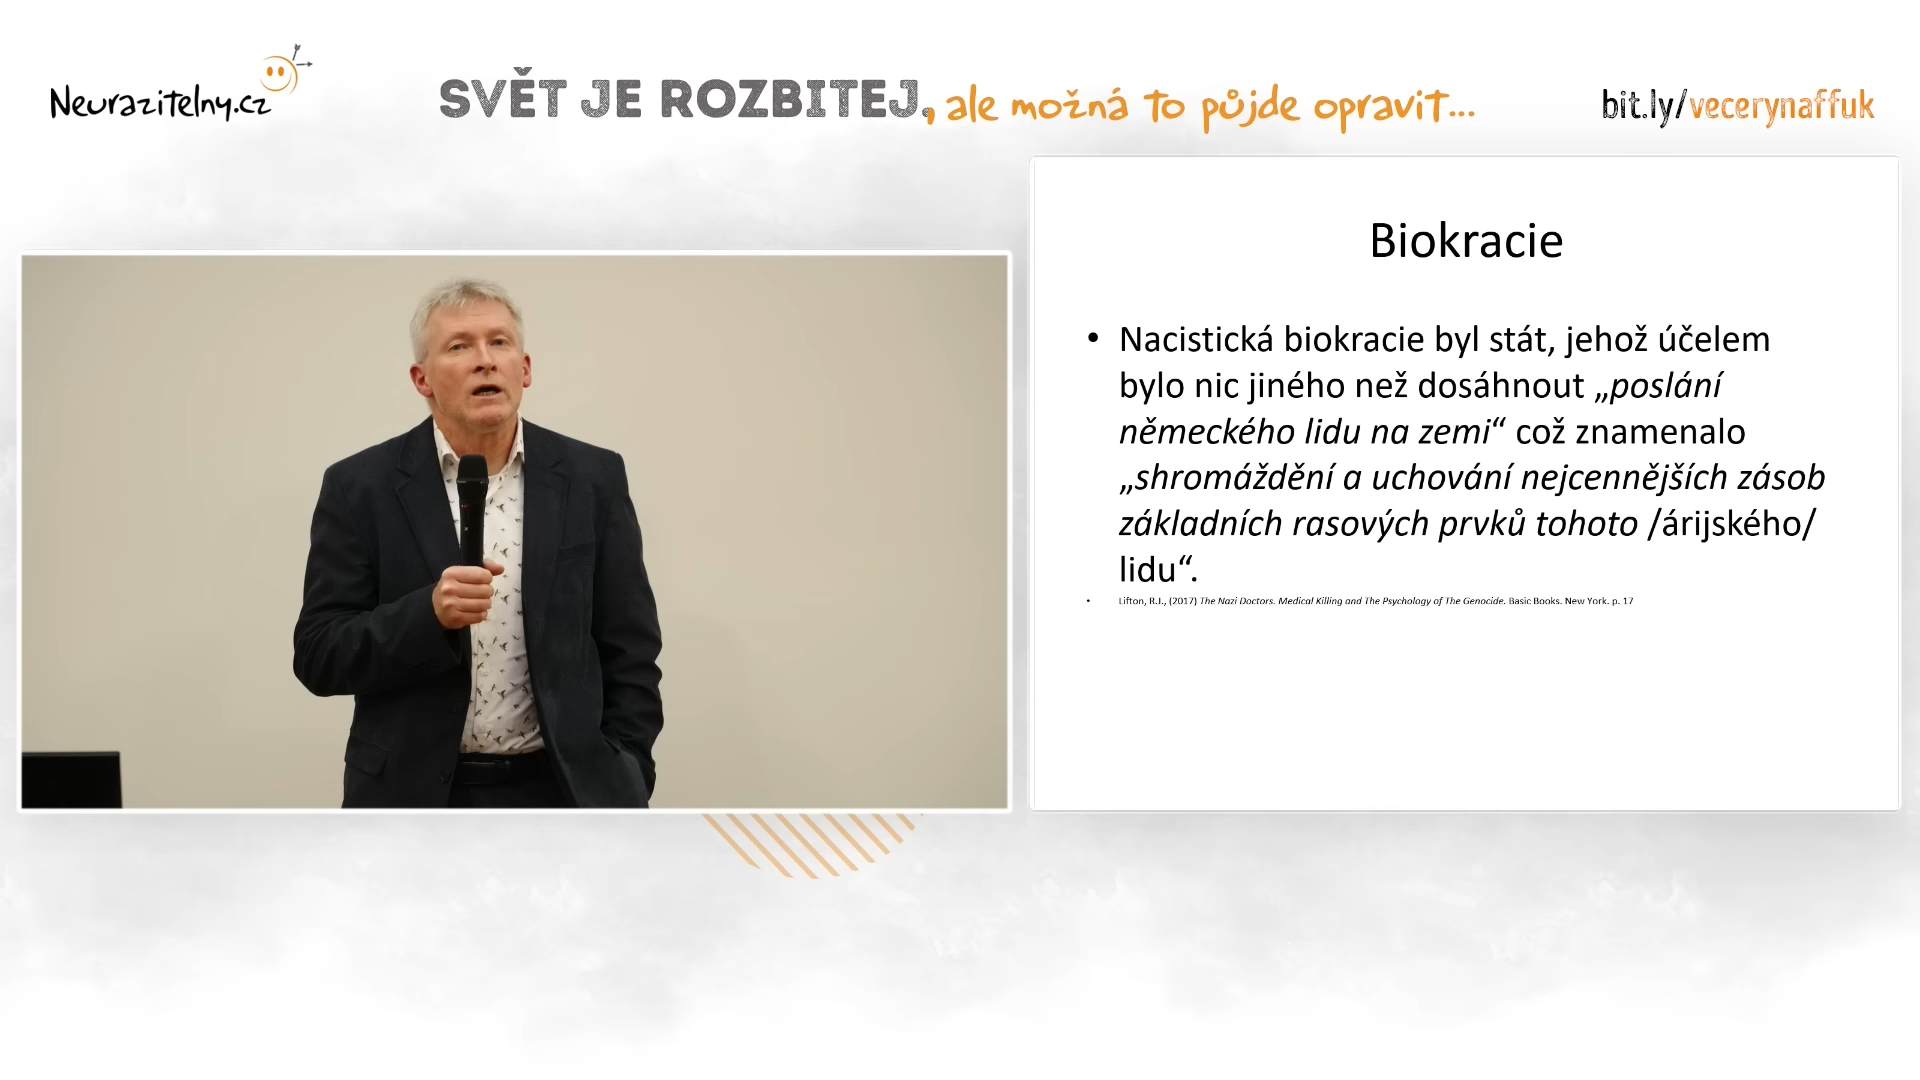 Neurazitelny.cz
SVĚT JE ROZBITEJ, ale možná to půjde opravit...
bit.ly/vecerynaffuk
Biokracie
• Nacistická biokracie byl stát, jehož účelem
bylo nic jiného než dosáhnout „poslání
německého lidu na zemi“ což znamenalo
„shromáždění a uchování nejcennějších zásob
základních rasových prvků tohoto /árijského/
lidu“.
• Lifton, R.I., (2017) The Nazi Doctors. Medical Killing and The Psychology of The Genocide. Basic Books. New York. p. 17